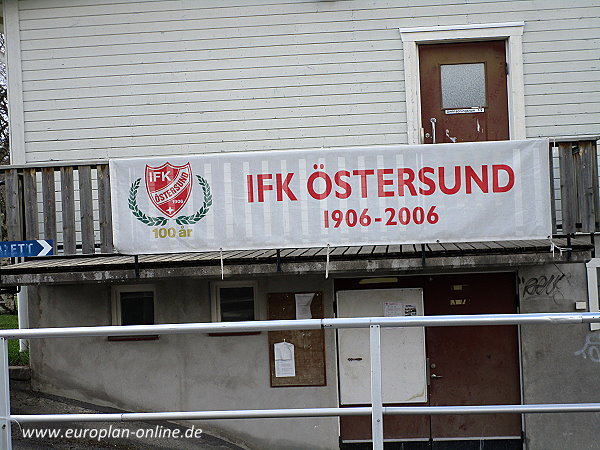 IFK
ÖSTERSUND
1906
100 år
IFK ÖSTERSUND
1906-2006
www.europlan-online.de